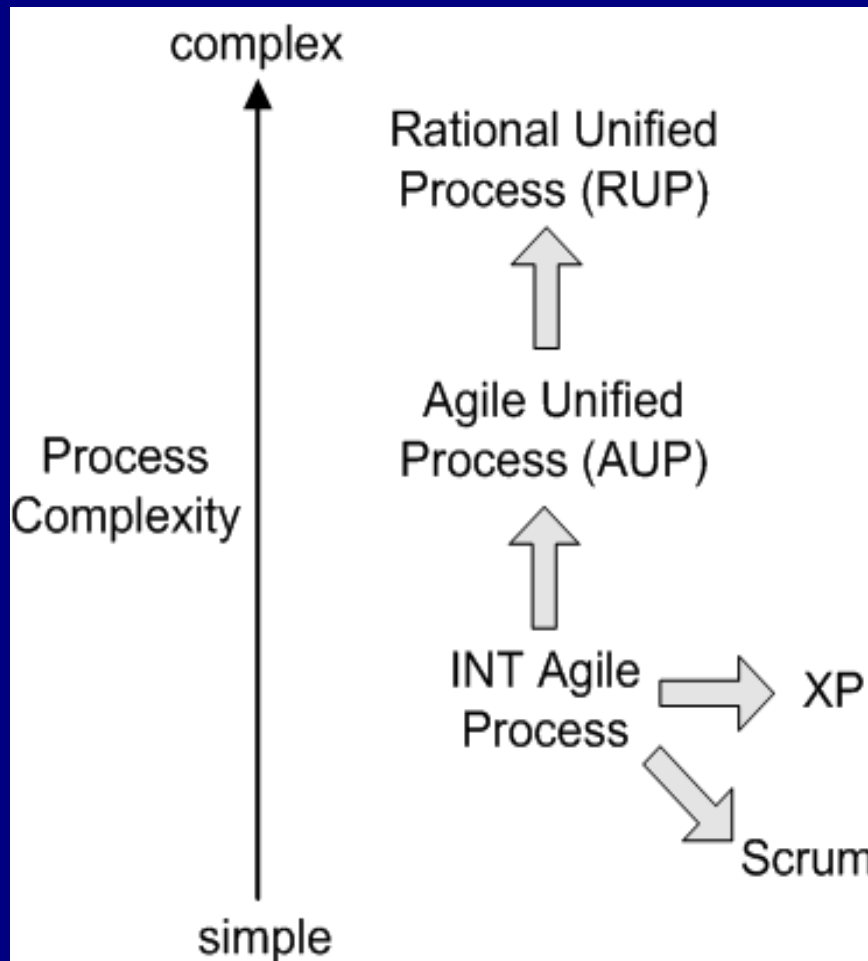 complex
Rational Unified
Process (RUP)
Agile Unified
Process (AUP)
Process
Complexity
INT Agile
Process
XP
Scrum
simple